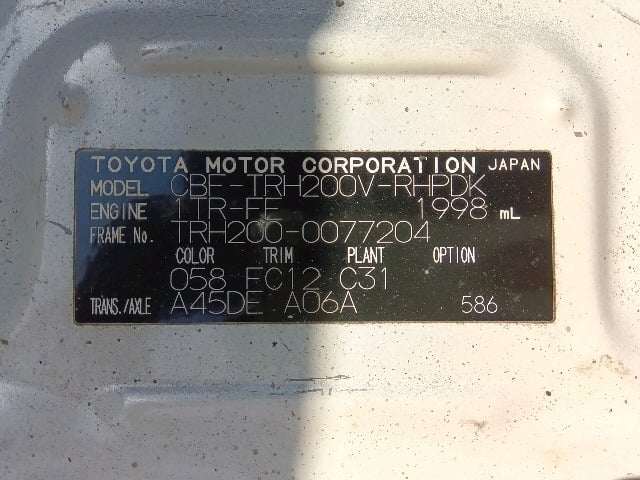 TOYOTA MOTOR CORPORATION JAPAN
MODEL CBF-TRH200V-RHPDK
ENGINE 1TR-FE 1998 mL
FRAME No. TRH200-0077204
COLOR TRIM PLANT OPTION
058 FC12 C31
TRANS./AXLE A45DE A06A 586